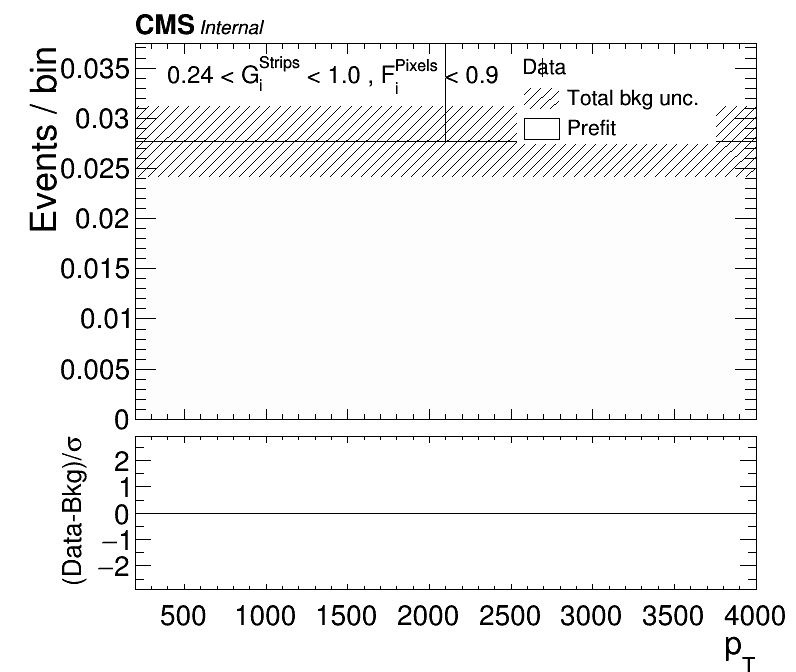 CMS Internal
Events / bin
0.24 < G_i^Strips < 1.0 , F_i^Pixels < 0.9
Data
Total bkg unc.
Prefit
0.035
0.03
0.025
0.02
0.015
0.01
0.005
0
(Data-Bkg)/σ
2
1
0
−1
−2
500 1000 1500 2000 2500 3000 3500 4000
p_T